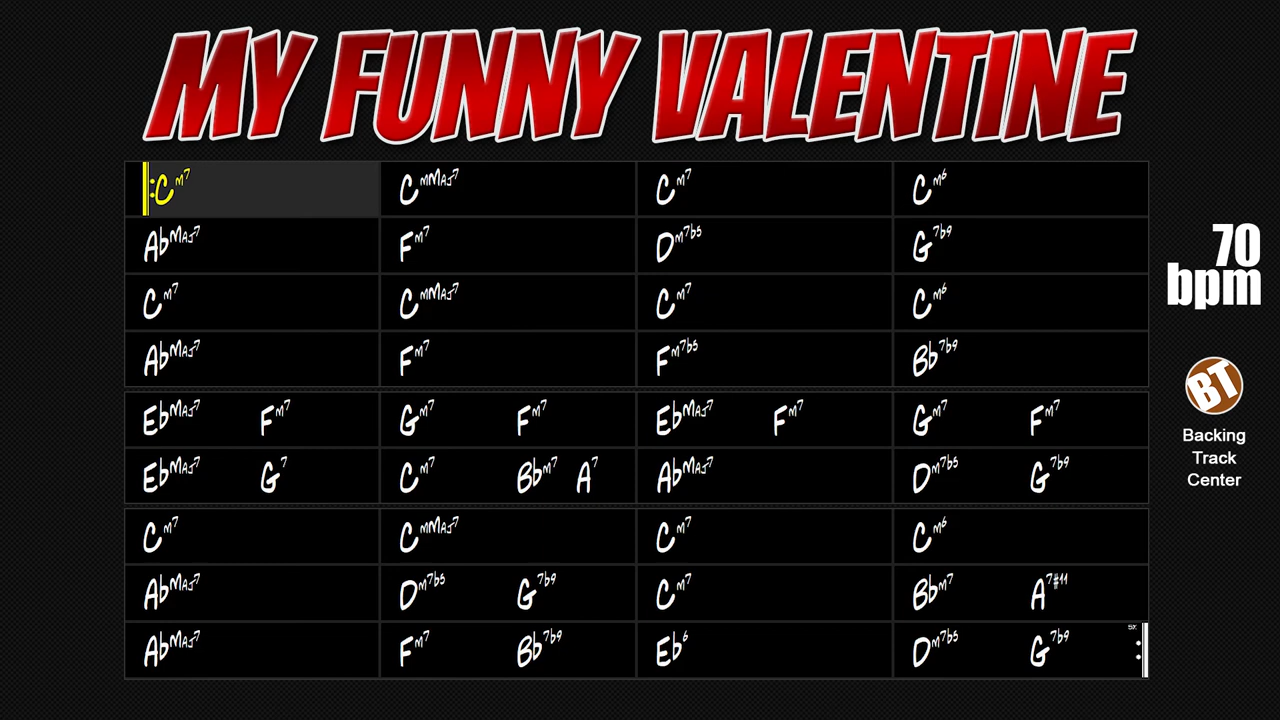 MY FUNNY VALENTINE
:Cm7 CmMaj7 Cm7 Cm6
AbMaj7 Fm7 Dm7b5 G7b9
Cm7 CmMaj7 Cm7 Cm6
AbMaj7 Fm7 Fm7b5 Bb7b9
EbMaj7 Fm7 Gm7 Fm7 EbMaj7 Fm7 Gm7 Fm7
EbMaj7 G7 Cm7 Bbm7 A7 AbMaj7 Dm7b5 G7b9
Cm7 CmMaj7 Cm7 Cm6
AbMaj7 Dm7b5 G7b9 Cm7 Bbm7 A7#11
AbMaj7 Fm7 Bb7b9 Eb6 Dm7b5 G7b9 5x :
70
bpm
BT
Backing
Track
Center